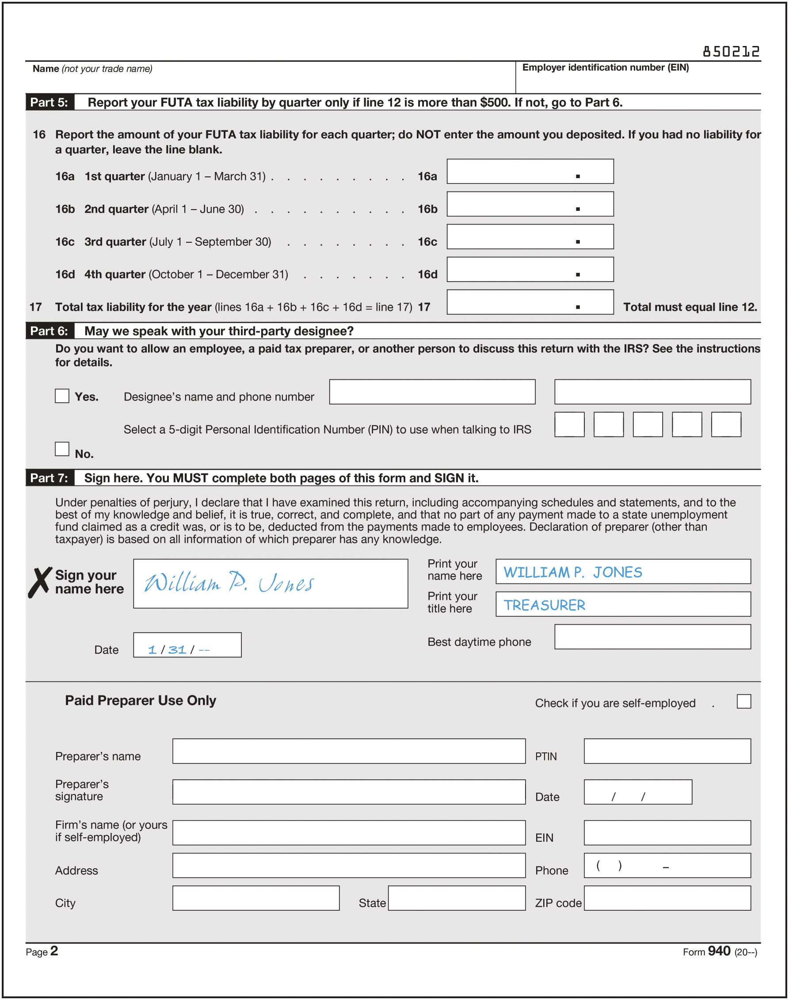 850212
Name (not your trade name)
Employer identification number (EIN)
Part 5: Report your FUTA tax liability by quarter only if line 12 is more than $500. If not, go to Part 6.
16 Report the amount of your FUTA tax liability for each quarter; do NOT enter the amount you deposited. If you had no liability for
a quarter, leave the line blank.
16a 1st quarter (January 1 – March 31) . . . . . . . . . 16a .
16b 2nd quarter (April 1 – June 30) . . . . . . . . . . 16b .
16c 3rd quarter (July 1 – September 30) . . . . . . . . 16c .
16d 4th quarter (October 1 – December 31) . . . . . . . 16d .
17 Total tax liability for the year (lines 16a + 16b + 16c + 16d = line 17) 17 . Total must equal line 12.
Part 6: May we speak with your third-party designee?
Do you want to allow an employee, a paid tax preparer, or another person to discuss this return with the IRS? See the instructions
for details.
Yes. Designee's name and phone number
Select a 5-digit Personal Identification Number (PIN) to use when talking to IRS
No.
Part 7: Sign here. You MUST complete both pages of this form and SIGN it.
Under penalties of perjury, I declare that I have examined this return, including accompanying schedules and statements, and to the
best of my knowledge and belief, it is true, correct, and complete, and that no part of any payment made to a state unemployment
fund claimed as a credit was, or is to be, deducted from the payments made to employees. Declaration of preparer (other than
taxpayer) is based on all information of which preparer has any knowledge.
X Sign your
name here
William P. Jones
Print your
name here
WILLIAM P. JONES
Print your
title here
TREASURER
Date 1 / 31 / --
Best daytime phone
Paid Preparer Use Only
Check if you are self-employed .
Preparer's name
PTIN
Preparer's
signature
Date / /
Firm's name (or yours
if self-employed)
EIN
Address
Phone ( ) –
City
State
ZIP code
Page 2
Form 940 (20--)